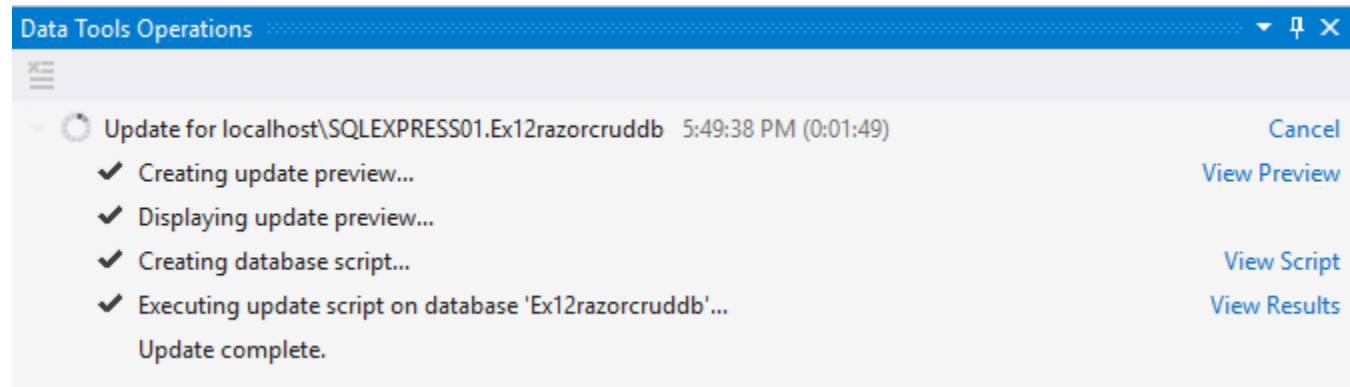 Data Tools Operations
Update for localhost\SQLEXPRESS01.Ex12razorcruddb 5:49:38 PM (0:01:49) Cancel
Creating update preview... View Preview
Displaying update preview...
Creating database script... View Script
Executing update script on database 'Ex12razorcruddb'... View Results
Update complete.